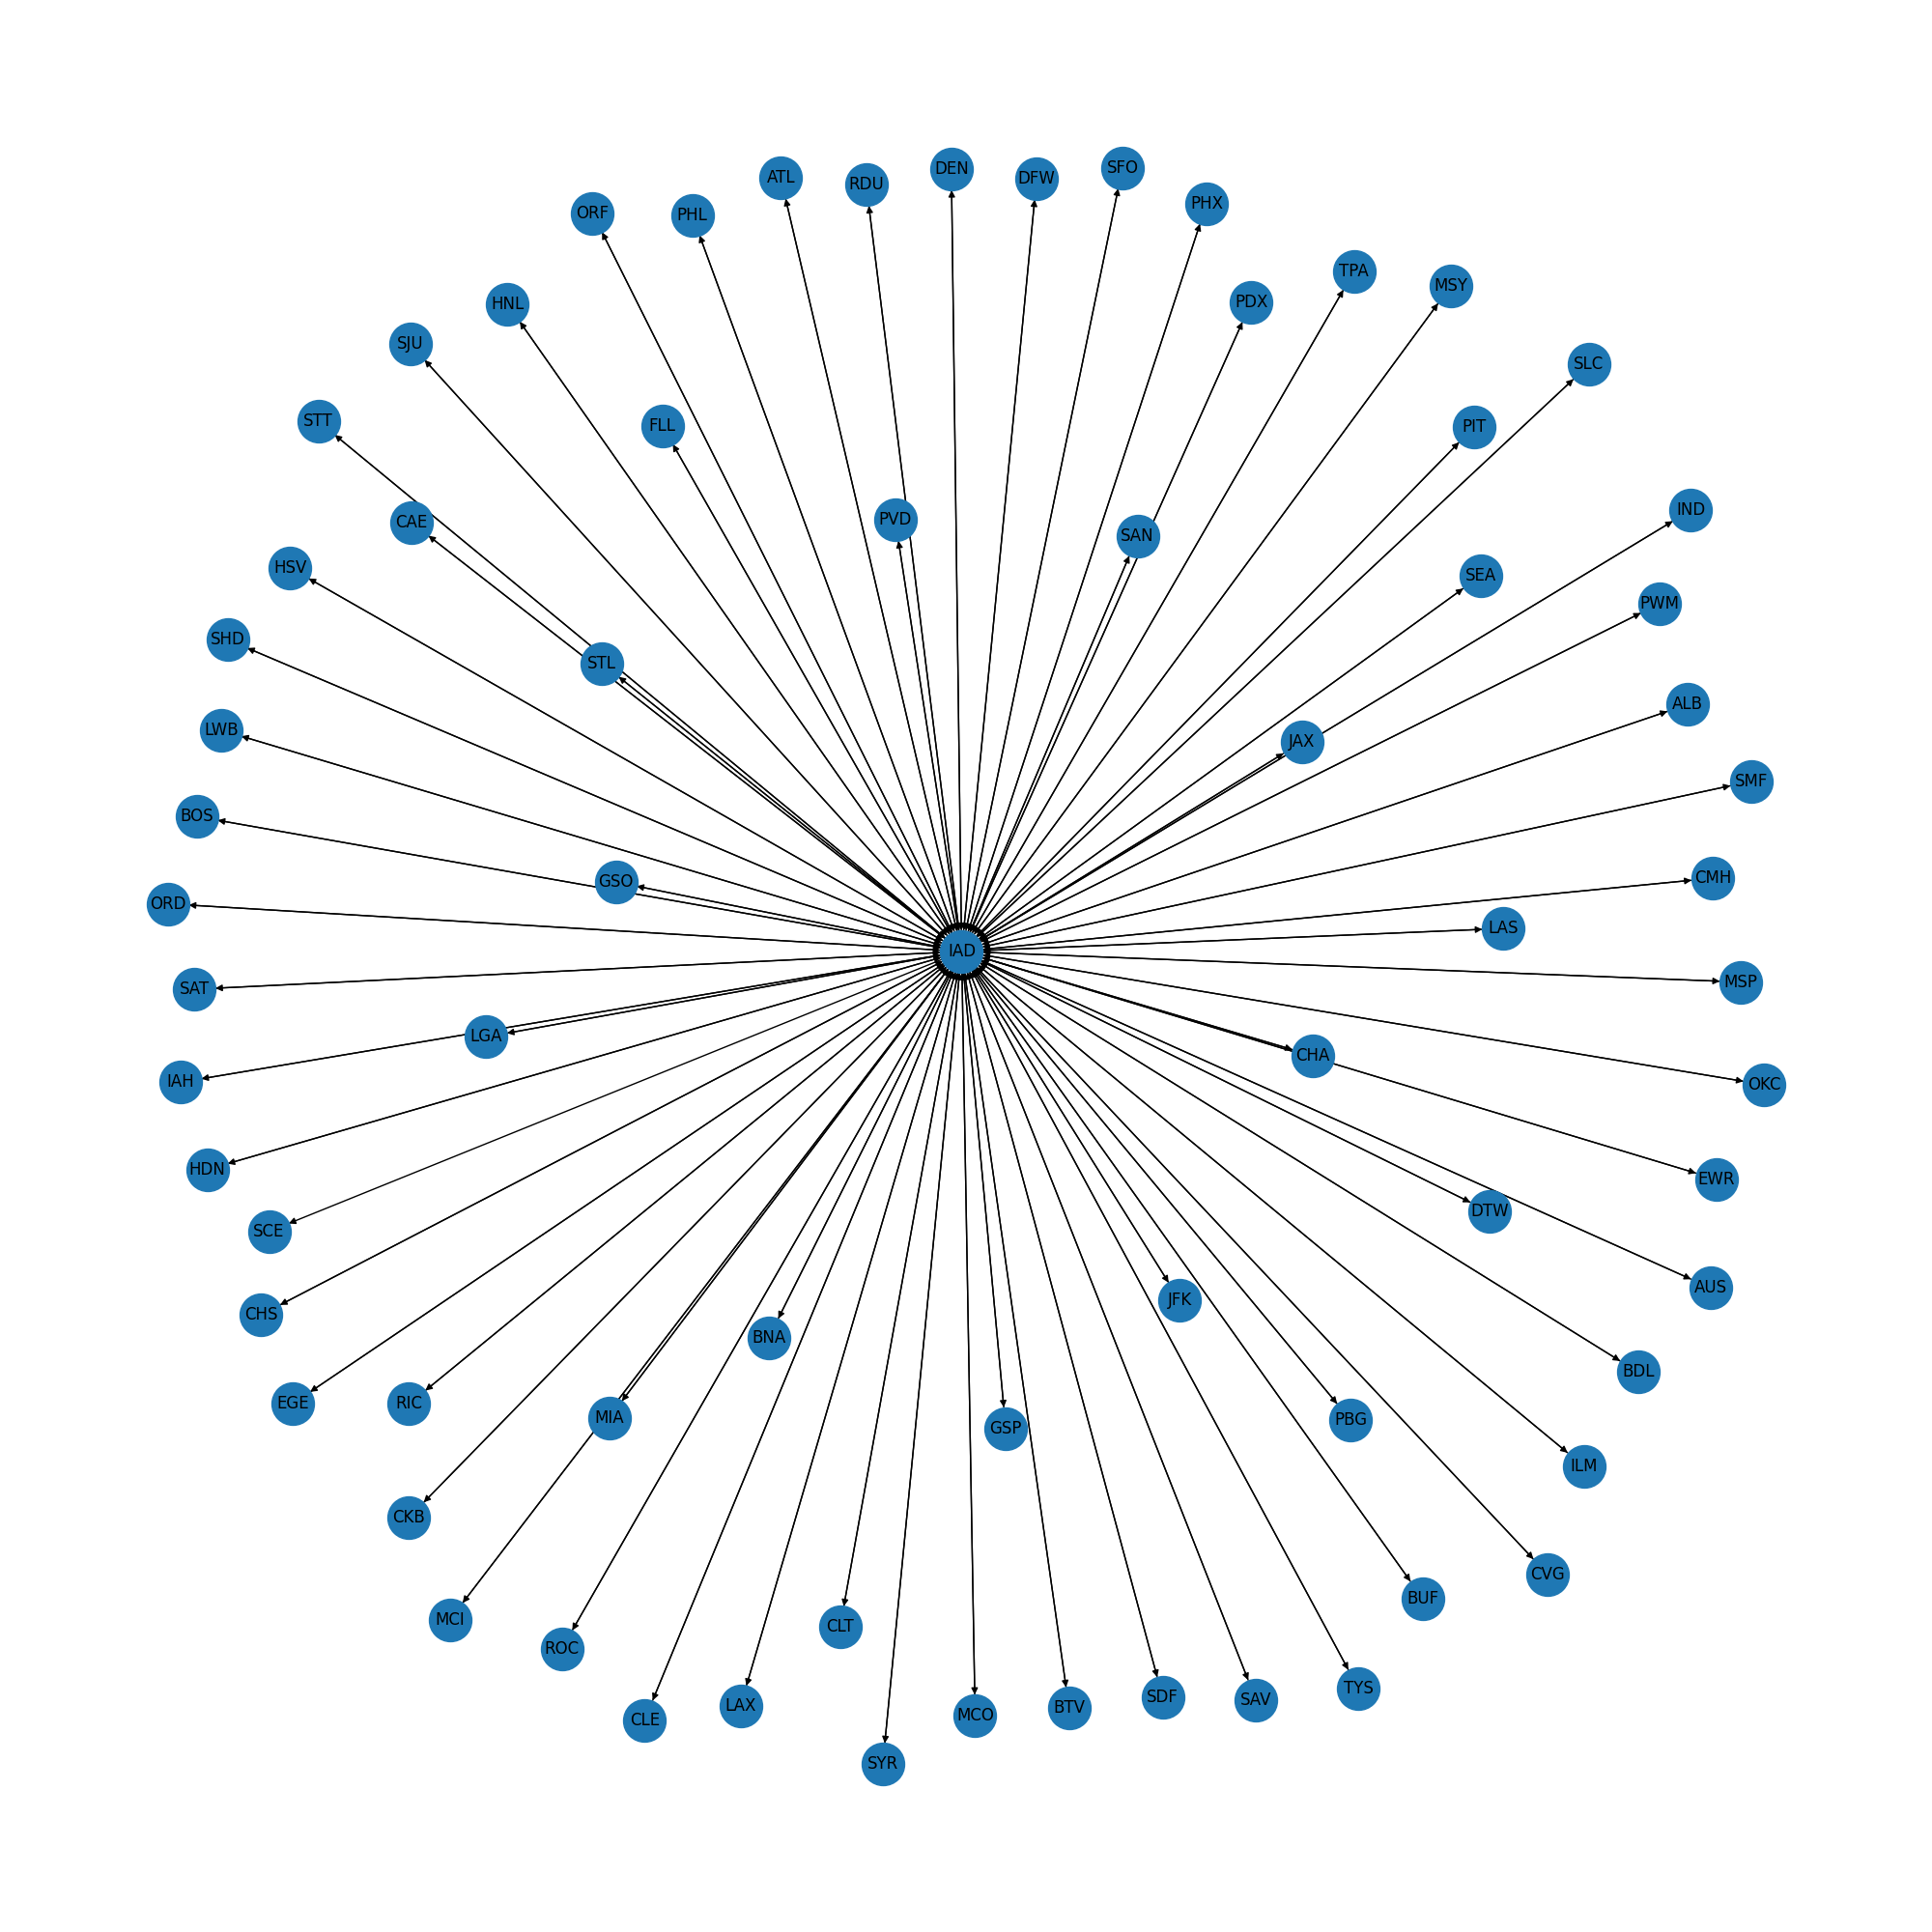 SFO
DEN
ATL
DFW
RDU
PHX
ORF
PHL
TPA
MSY
PDX
HNL
SJU
SLC
STT
FLL
PIT
IND
PVD
CAE
SAN
HSV
SEA
PWM
SHD
STL
ALB
LWB
JAX
SMF
BOS
CMH
GSO
ORD
LAS
IAD
MSP
SAT
LGA
CHA
IAH
OKC
HDN
EWR
DTW
SCE
AUS
JFK
CHS
BNA
BDL
EGE
RIC
MIA
PBG
GSP
ILM
CKB
CVG
BUF
MCI
CLT
ROC
TYS
SDF
SAV
LAX
BTV
MCO
CLE
SYR